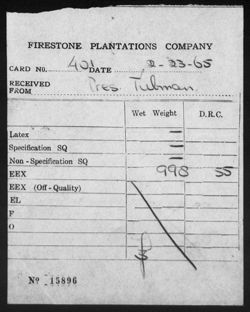 FIRESTONE PLANTATIONS COMPANY
CARD No. 401 DATE 2-23-65
RECEIVED FROM Pres. Tubman.
Wet Weight D.R.C.
Latex —
Specification SQ —
Non - Specification SQ —
EEX 998 55
EEX (Off - Quality)
EL
F
O
No 15896